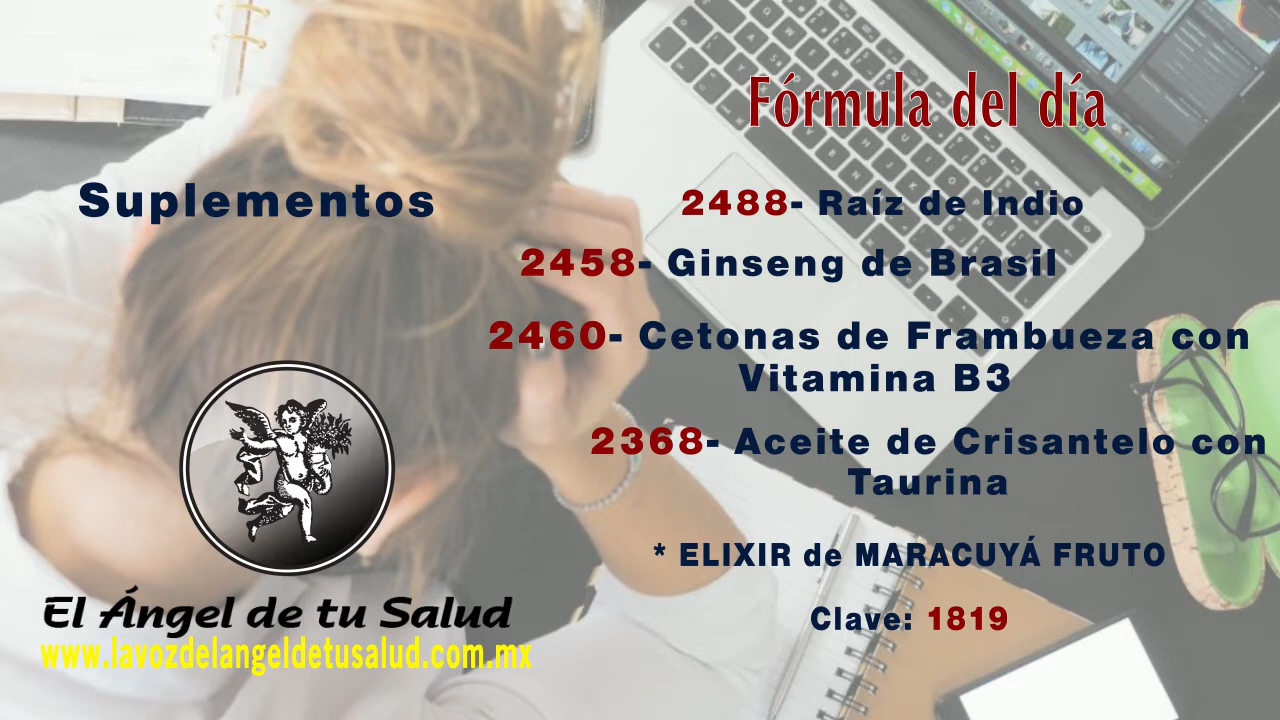 Fórmula del día
Suplementos
2488- Raíz de Indio
2458- Ginseng de Brasil
2460- Cetonas de Frambueza con
Vitamina B3
2368- Aceite de Crisantelo con
Taurina
* ELIXIR de MARACUYÁ FRUTO
Clave: 1819
El Ángel de tu Salud
www.lavozdelangeldetusalud.com.mx